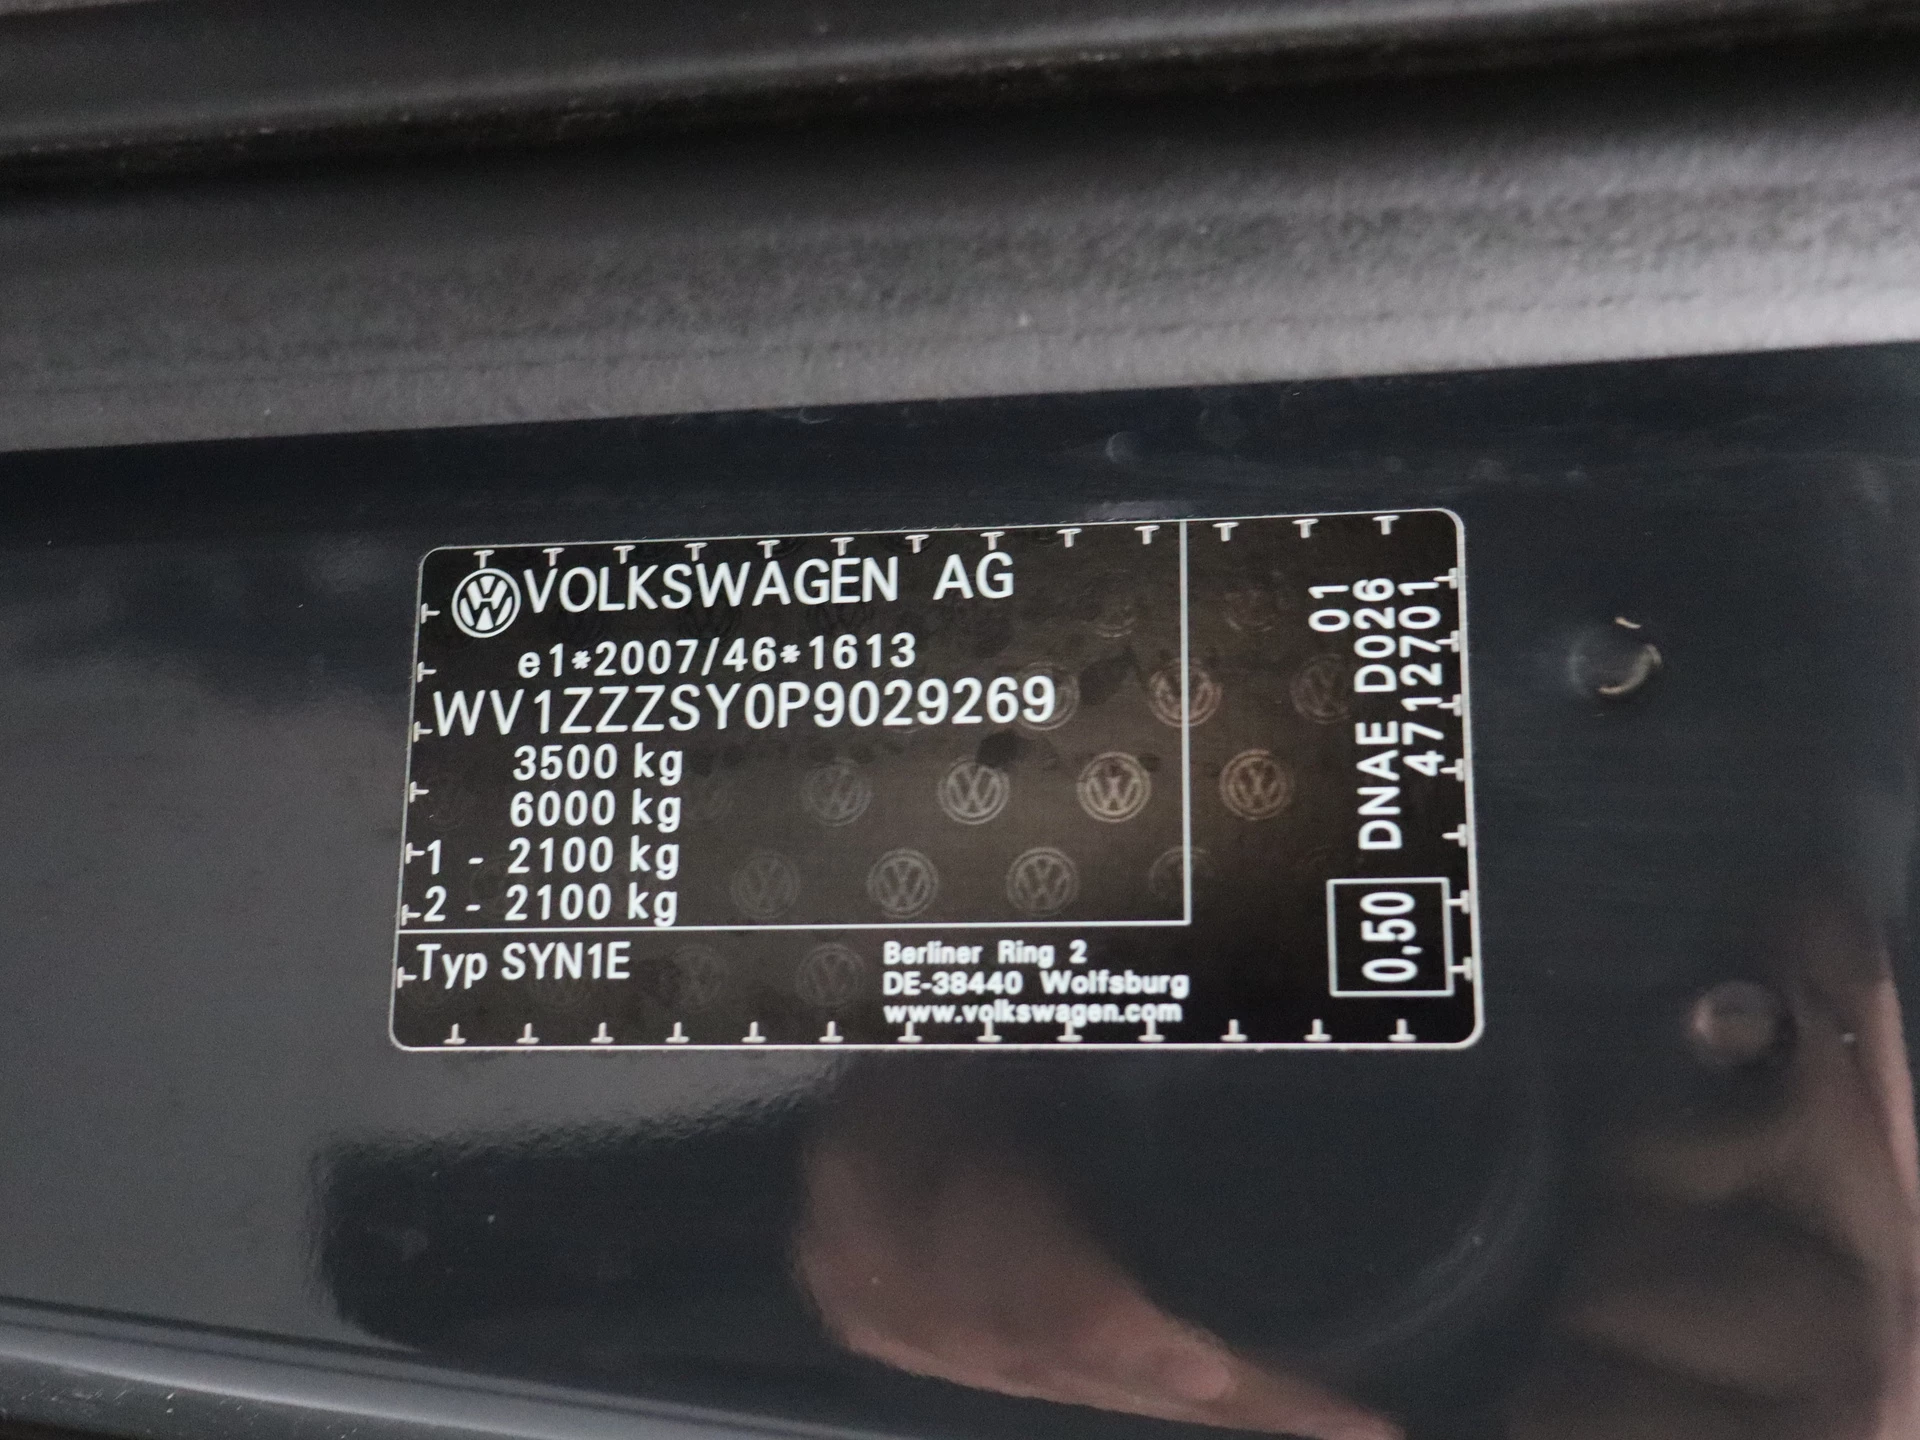 VOLKSWAGEN AG
e1*2007/46*1613
WV1ZZZSY0P9029269
3500 kg
6000 kg
1 - 2100 kg
2 - 2100 kg
Typ SYN1E
Berliner Ring 2
DE-38440 Wolfsburg
www.volkswagen.com
01
DNAE D026
47127701
0,50